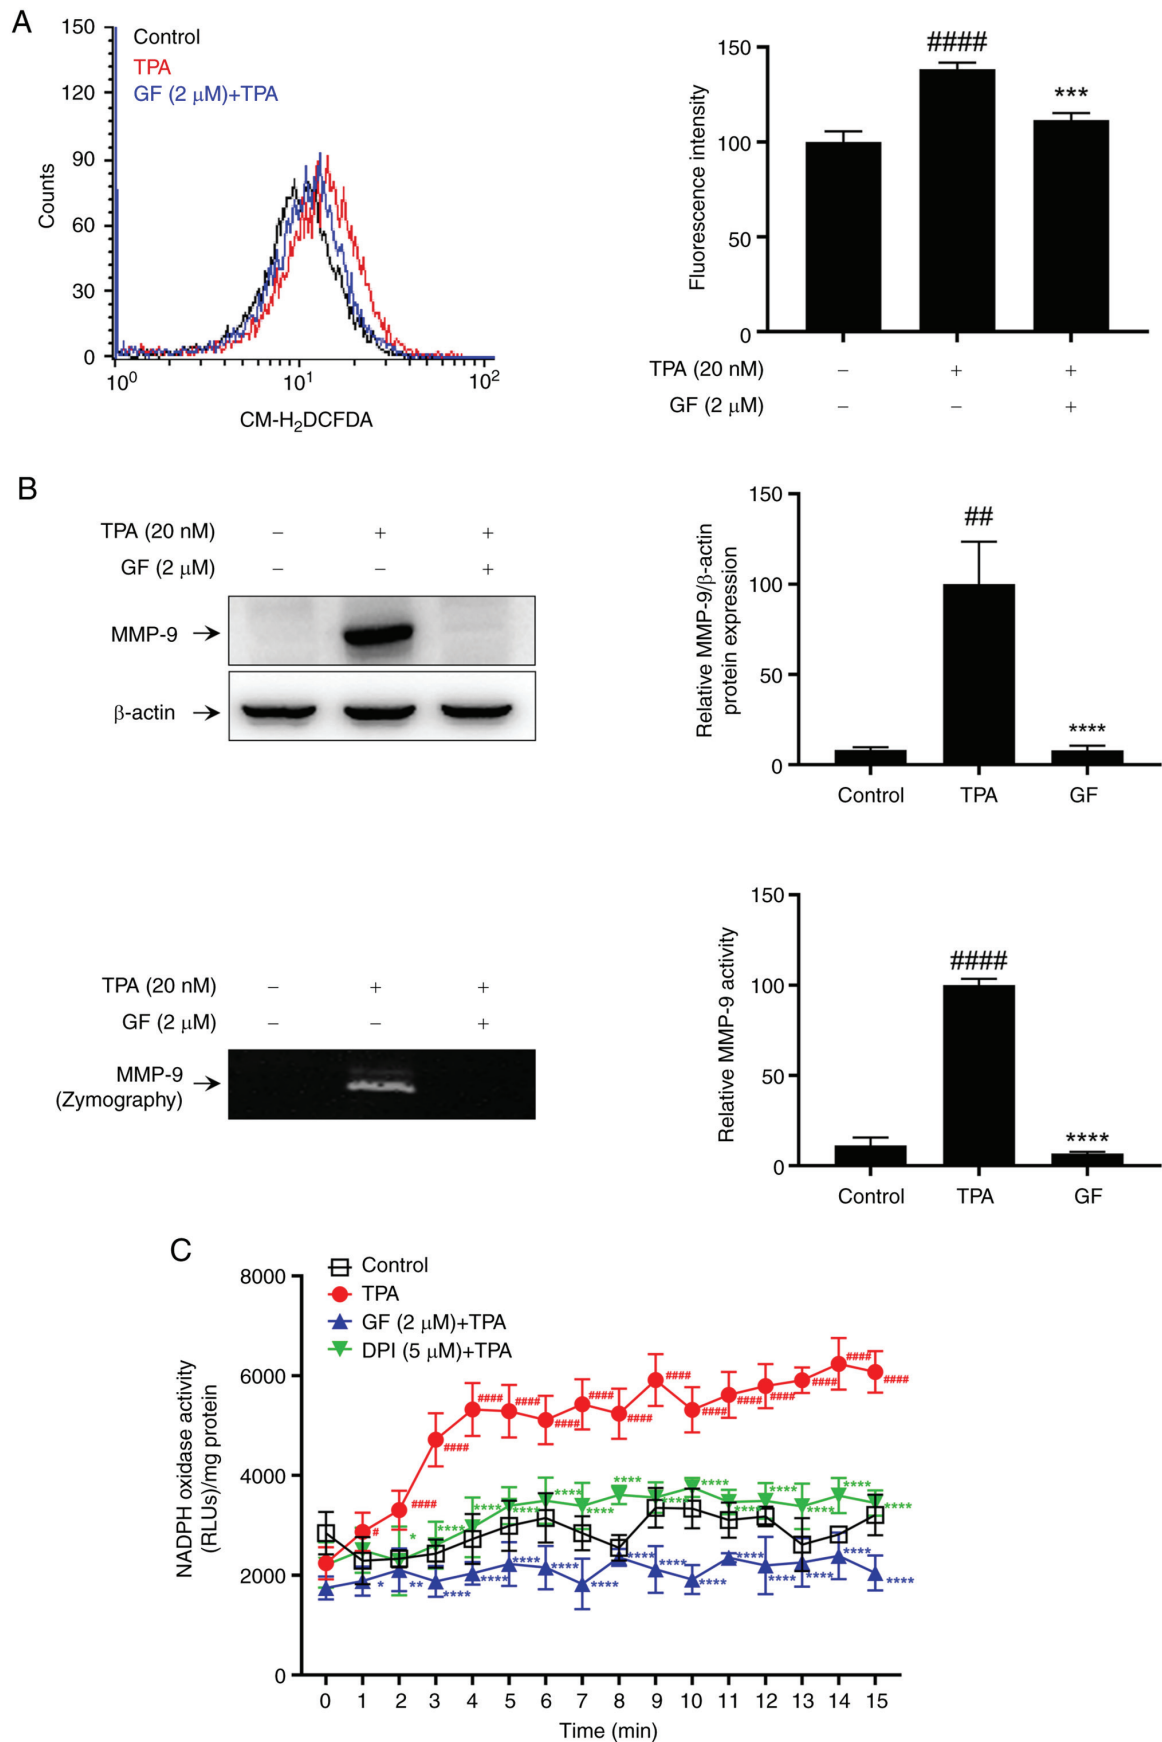 A
150
120
90
60
30
0
Counts
Control
TPA
GF (2 μM)+TPA
10⁰ 10¹ 10²
CM-H₂DCFDA
Fluorescence intensity
150
100
50
0
####
***
TPA (20 nM) − + +
GF (2 μM) − − +
B
TPA (20 nM) − + +
GF (2 μM) − − +
MMP-9
β-actin
Relative MMP-9/β-actin
protein expression
150
100
50
0
##
****
Control TPA GF
TPA (20 nM) − + +
GF (2 μM) − − +
MMP-9
(Zymography)
Relative MMP-9 activity
150
100
50
0
####
****
Control TPA GF
C
NADPH oxidase activity
(RLUs)/mg protein
8000
6000
4000
2000
0
Control
TPA
GF (2 μM)+TPA
DPI (5 μM)+TPA
# #### #### #### #### #### #### #### #### #### #### #### #### #### ####
* **** **** **** **** **** **** **** **** **** **** **** **** ****
* ** **** **** **** **** **** **** **** **** **** **** **** **** ****
0 1 2 3 4 5 6 7 8 9 10 11 12 13 14 15
Time (min)